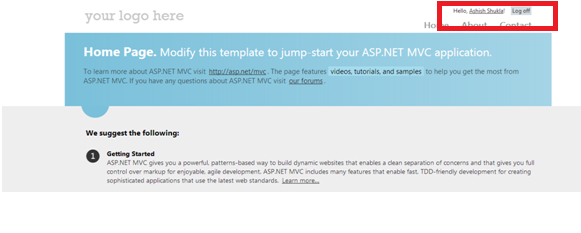 Hello, Ashish Shukla! Log off
your logo here
Home About Contact
Home Page. Modify this template to jump-start your ASP.NET MVC application.
To learn more about ASP.NET MVC visit http://asp.net/mvc. The page features videos, tutorials, and samples to help you get the most from
ASP.NET MVC. If you have any questions about ASP.NET MVC visit our forums.
We suggest the following:
1 Getting Started
ASP.NET MVC gives you a powerful, patterns-based way to build dynamic websites that enables a clean separation of concerns and that gives you full
control over markup for enjoyable, agile development. ASP.NET MVC includes many features that enable fast, TDD-friendly development for creating
sophisticated applications that use the latest web standards. Learn more...